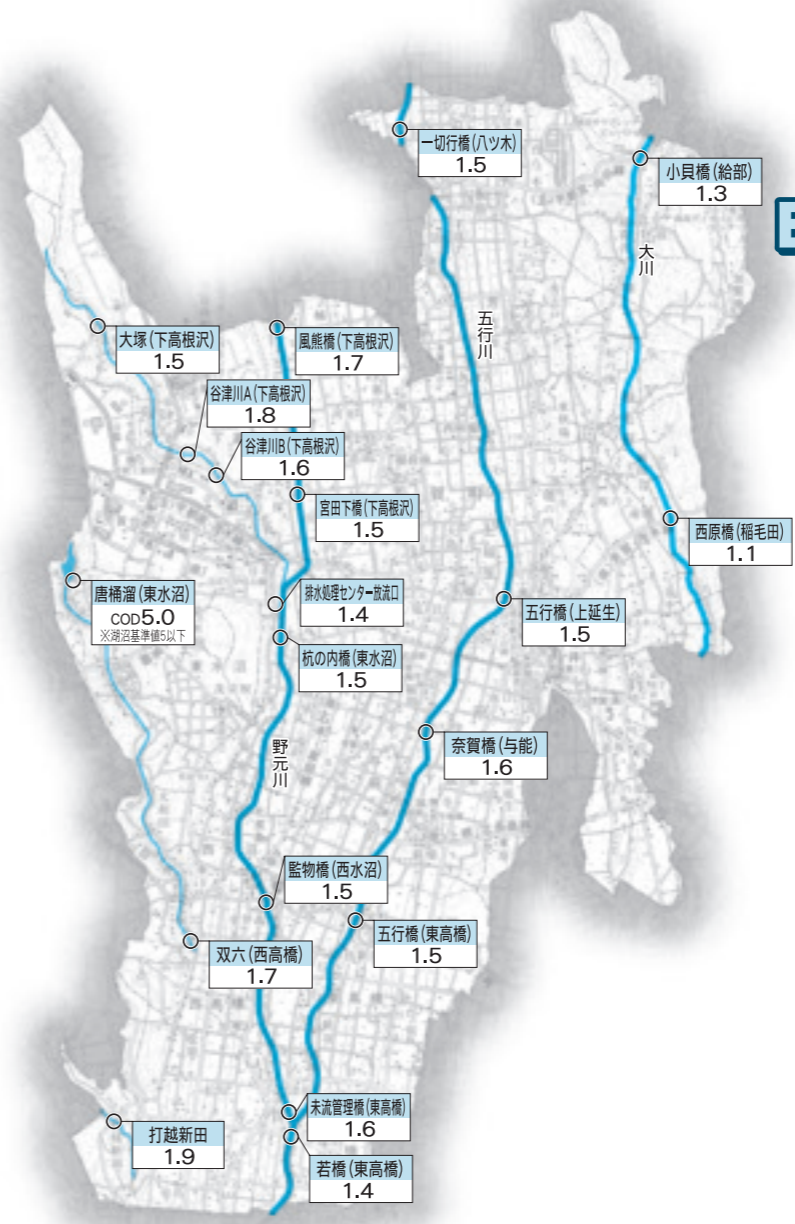 一切行橋(八ツ木)
1.5
小貝橋(給部)
1.3
大川
五行川
大塚(下高根沢)
1.5
風熊橋(下高根沢)
1.7
谷津川A(下高根沢)
1.8
谷津川B(下高根沢)
1.6
宮田下橋(下高根沢)
1.5
西原橋(稲毛田)
1.1
唐桶溜(東水沼)
COD5.0
※湖沼基準値5以下
排水処理センター放流口
1.4
五行橋(上延生)
1.5
杭の内橋(東水沼)
1.5
野元川
奈賀橋(与能)
1.6
監物橋(西水沼)
1.5
五行橋(東高橋)
1.5
双六(西高橋)
1.7
未流管理橋(東高橋)
1.6
打越新田
1.9
若橋(東高橋)
1.4